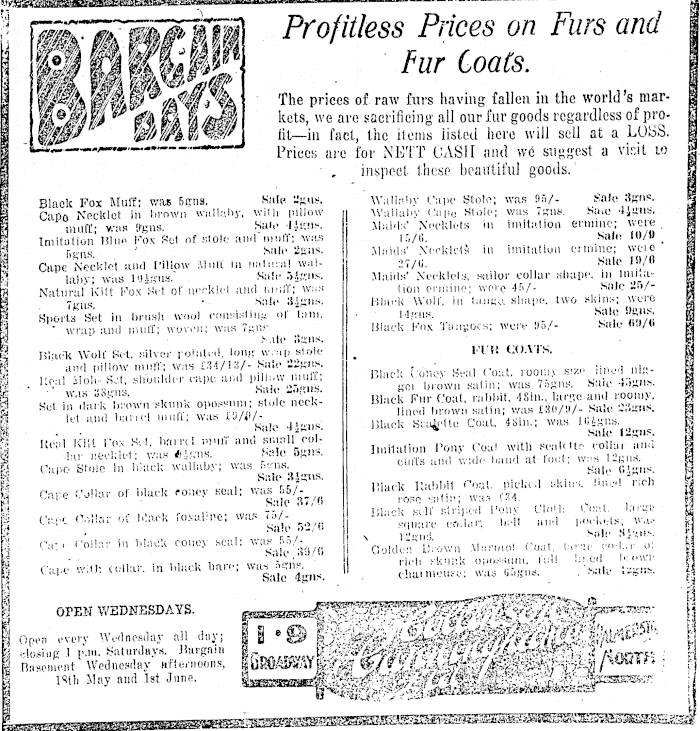 BARGAIN
DAYS
Profitless Prices on Furs and
Fur Coats.
The prices of raw furs having fallen in the world's mar-
kets, we are sacrificing all our fur goods regardless of pro-
fit—in fact, the items listed here will sell at a LOSS.
Prices are for NETT CASH and we suggest a visit to
inspect these beautiful goods.
Black Fox Muff; was 5gns. Sale 2gns.
Cape Necklet in brown wallaby, with pillow
muff; was 9gns. Sale 4½gns.
Imitation Blue Fox Set of stole and muff; was
5gns. Sale 2gns.
Cape Necklet and Pillow Muff in natural wal-
laby; was 10½gns. Sale 5½gns.
Natural Kitt Fox Set of necklet and muff; was
7gns. Sale 3½gns.
Sports Set in brush wool consisting of tam,
wrap and muff; woven; was 7gns
Sale 3gns.
Black Wolf Set, silver pointed, long wrap stole
and pillow muff; was £34/13/- Sale 22gns.
Real Mole Set, shoulder cape and pillow muff;
was 38gns. Sale 25gns.
Set in dark brown skunk opossum; stole neck-
let and barrel muff; was £9/9/-
Sale 4½gns.
Real Kitt Fox Set, barrel muff and small col-
lar necklet; was Sale 5gns.
Cape Stole in black wallaby; was 5gns.
Sale 3½gns.
Cape Collar of black coney seal; was 55/-
Sale 37/6
Cape Collar of black foxaline; was 75/-
Sale 52/6
Cape Collar in black coney seal; was 55/-
Sale 39/6
Cape with collar, in black hare; was 5gns.
Sale 4gns.
OPEN WEDNESDAYS.
Open every Wednesday all day;
closing 1 p.m. Saturdays. Bargain
Basement Wednesday afternoons,
18th May and 1st June.
Wallaby Cape Stole; was 95/- Sale 3gns.
Wallaby Cape Stole; was 7gns. Sale 4½gns.
Maids' Necklets in imitation ermine; were
15/6. Sale 10/9
Maids' Necklets in imitation ermine; were
27/6. Sale 19/6
Maids' Necklets, sailor collar shape, in imita-
tion ermine; were 45/- Sale 25/-
Black Wolf, in tango shape, two skins; were
14gns. Sale 9gns.
Black Fox Tangoes; were 95/- Sale 69/6
FUR COATS.
Black Coney Seal Coat, roomy size lined nig-
ger brown satin; was 75gns. Sale 45gns.
Black Fur Coat, rabbit, 48in., large and roomy,
lined brown satin; was £30/9/- Sale 23gns.
Black Sealette Coat, 48in.; was 16½gns.
Sale 12gns.
Imitation Pony Coat with sealette collar and
cuffs and wide band at foot; was 12gns.
Sale 6½gns.
Black Rabbit Coat, picked skins, lined rich
rose satin; was £34.
Black self striped Pony Cloth Coat, large
square collar, belt and pockets; was
12gns. Sale 8½gns.
Golden Brown Marmot Coat, large collar of
rich skunk opossum, full lined brown
charmeuse; was 65gns. Sale
1·9
BROADWAY
PALMERSTON
NORTH